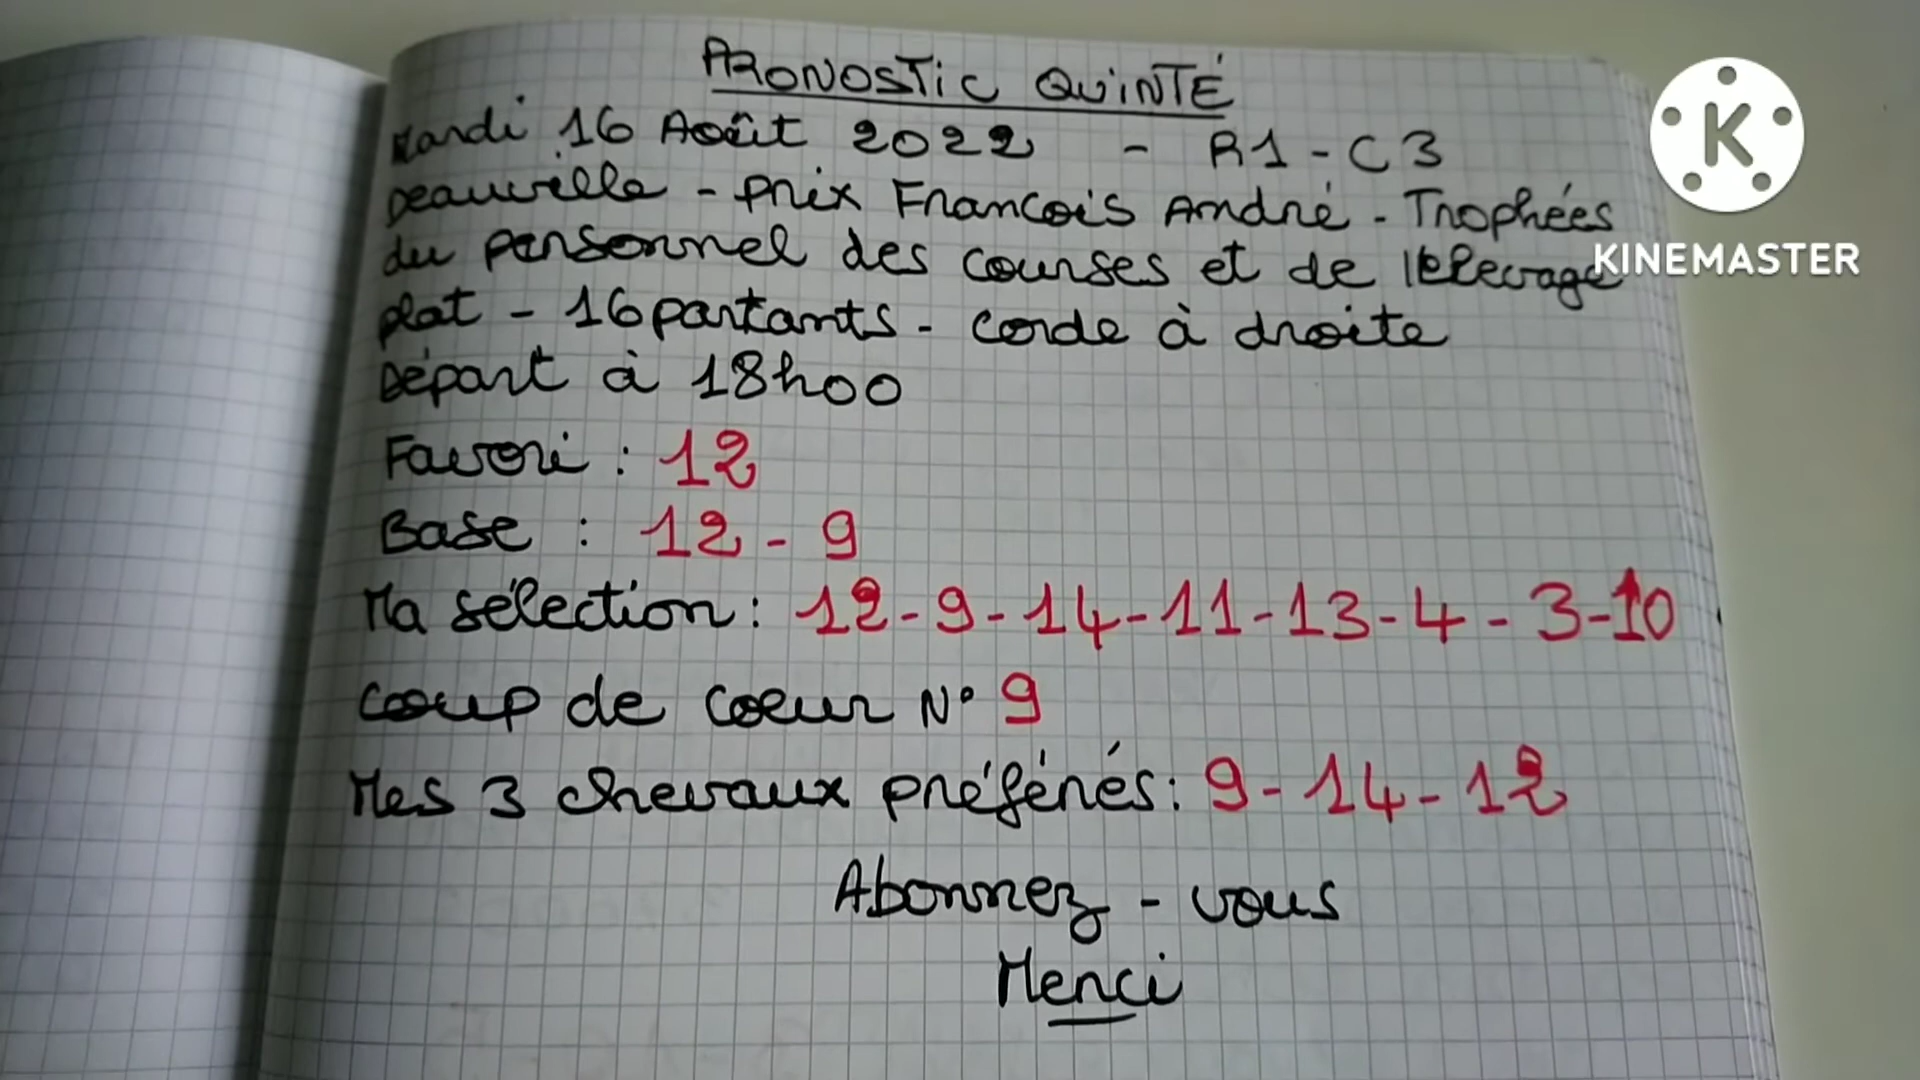 PRONOSTIC QUINTÉ
Mardi 16 Août 2022 - R1 - C3
Deauville - Prix Francois André - Trophées
du personnel des courses et de l'élevage
plat - 16 partants - corde à droite
Départ à 18h00
Favori : 12
Base : 12 - 9
Ma sélection : 12 - 9 - 14 - 11 - 13 - 4 - 3 - 10
coup de coeur N° 9
Mes 3 chevaux préférés : 9 - 14 - 12
Abonnez - vous
Merci
K
KINEMASTER